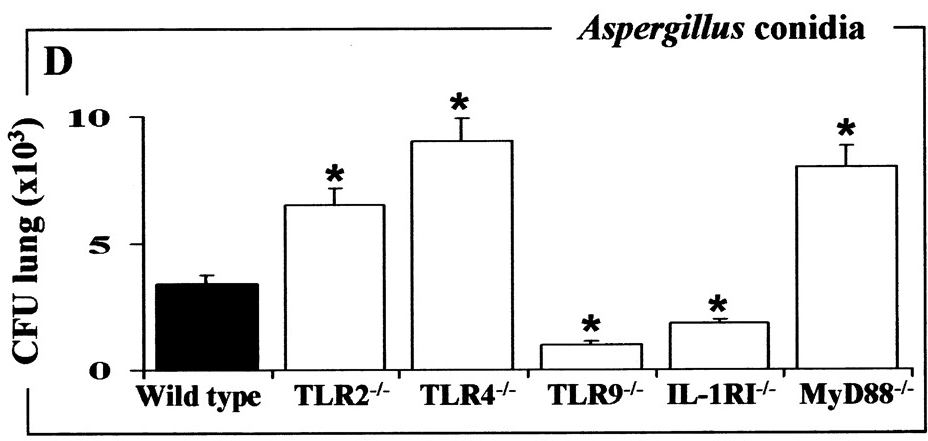 Aspergillus conidia
D
CFU lung (x10³)
10
5
0
* * * * *
Wild type TLR2-/- TLR4-/- TLR9-/- IL-1RI-/- MyD88-/-